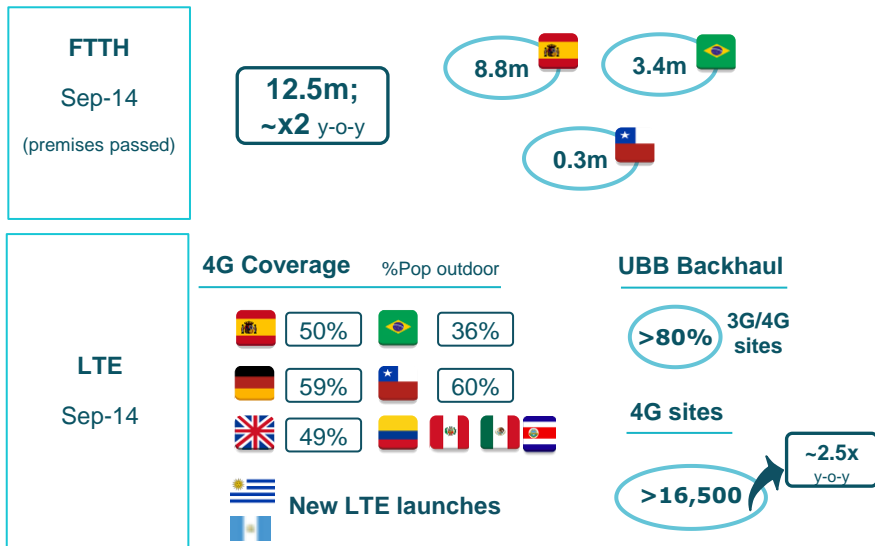 FTTH
Sep-14
(premises passed)
12.5m;
~x2 y-o-y
8.8m
3.4m
0.3m
LTE
Sep-14
4G Coverage %Pop outdoor
50% 36%
59% 60%
49%
New LTE launches
UBB Backhaul
>80% 3G/4G
sites
4G sites
>16,500
~2.5x
y-o-y